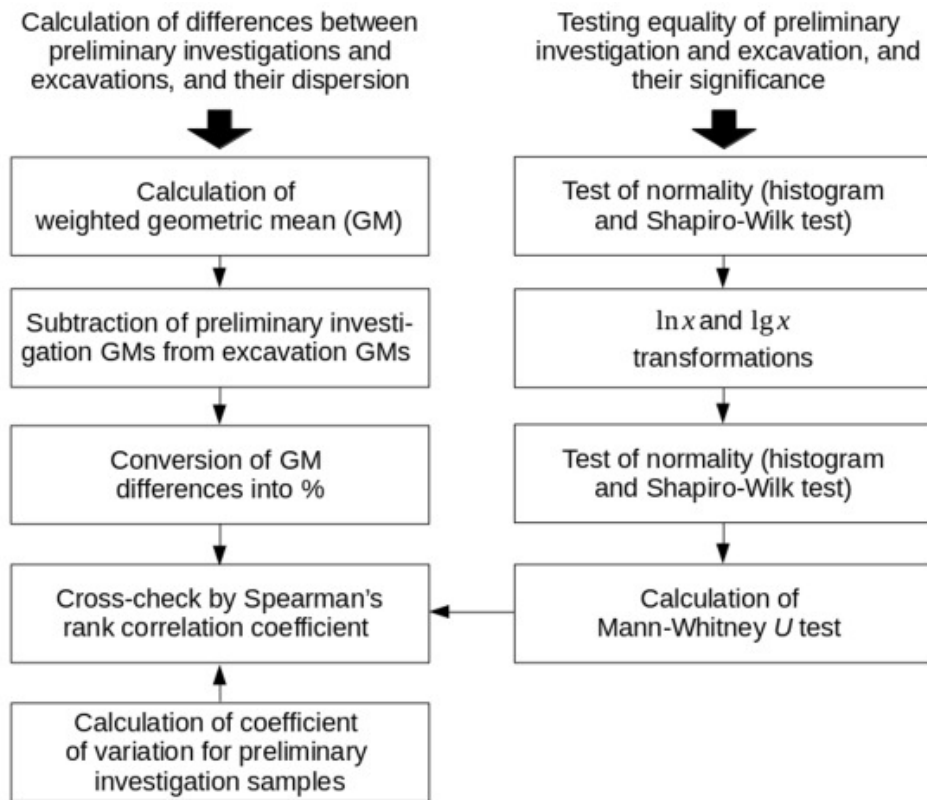 Calculation of differences between
preliminary investigations and
excavations, and their dispersion
Calculation of
weighted geometric mean (GM)
Subtraction of preliminary investi-
gation GMs from excavation GMs
Conversion of GM
differences into %
Cross-check by Spearman’s
rank correlation coefficient
Calculation of coefficient
of variation for preliminary
investigation samples
Testing equality of preliminary
investigation and excavation, and
their significance
Test of normality (histogram
and Shapiro-Wilk test)
ln x and lg x
transformations
Test of normality (histogram
and Shapiro-Wilk test)
Calculation of
Mann-Whitney U test